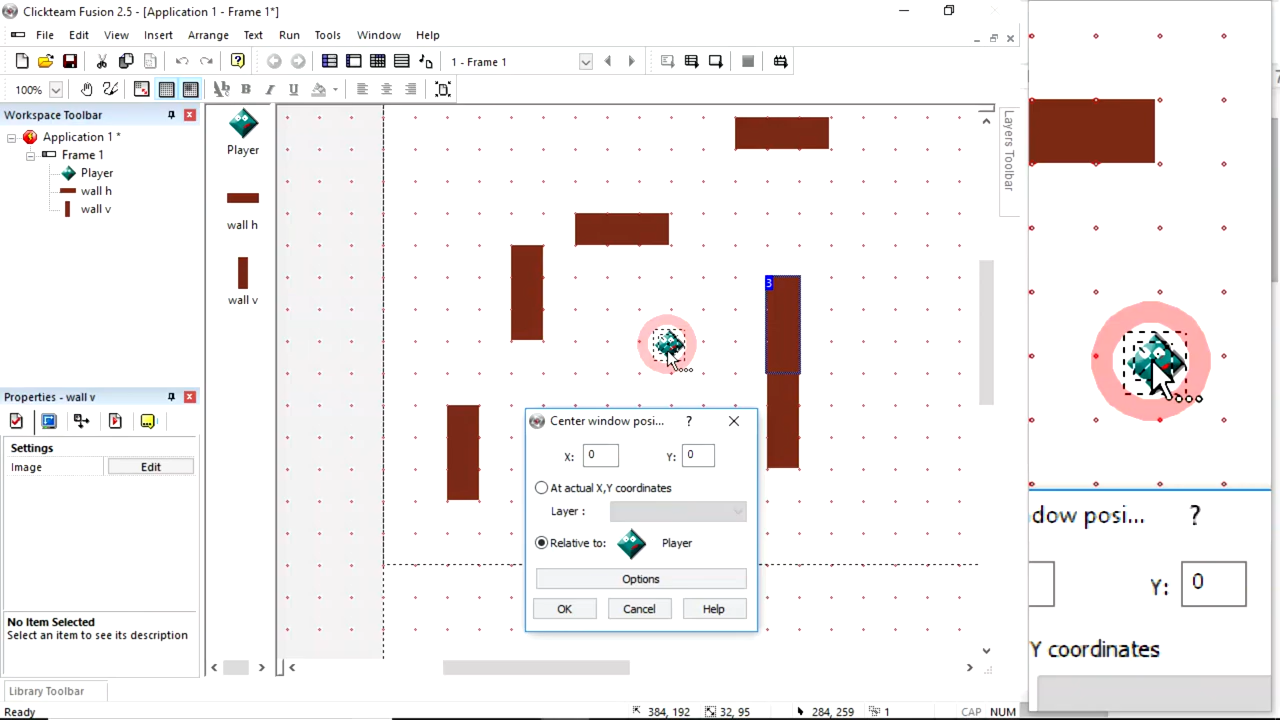 Clickteam Fusion 2.5 - [Application 1 - Frame 1*]
File Edit View Insert Arrange Text Run Tools Window Help
1 - Frame 1
100%
B I U
Workspace Toolbar
Application 1 *
Frame 1
Player
wall h
wall v
Player
wall h
wall v
3
Layers Toolbar
Properties - wall v
Settings
Image Edit
No Item Selected
Select an item to see its description
Library Toolbar
Center window posi... ?
X: 0 Y: 0
At actual X,Y coordinates
Layer :
Relative to: Player
Options
OK Cancel Help
dow posi... ?
Y: 0
Y coordinates
Ready 384, 192 32, 95 284, 259 1 CAP NUM